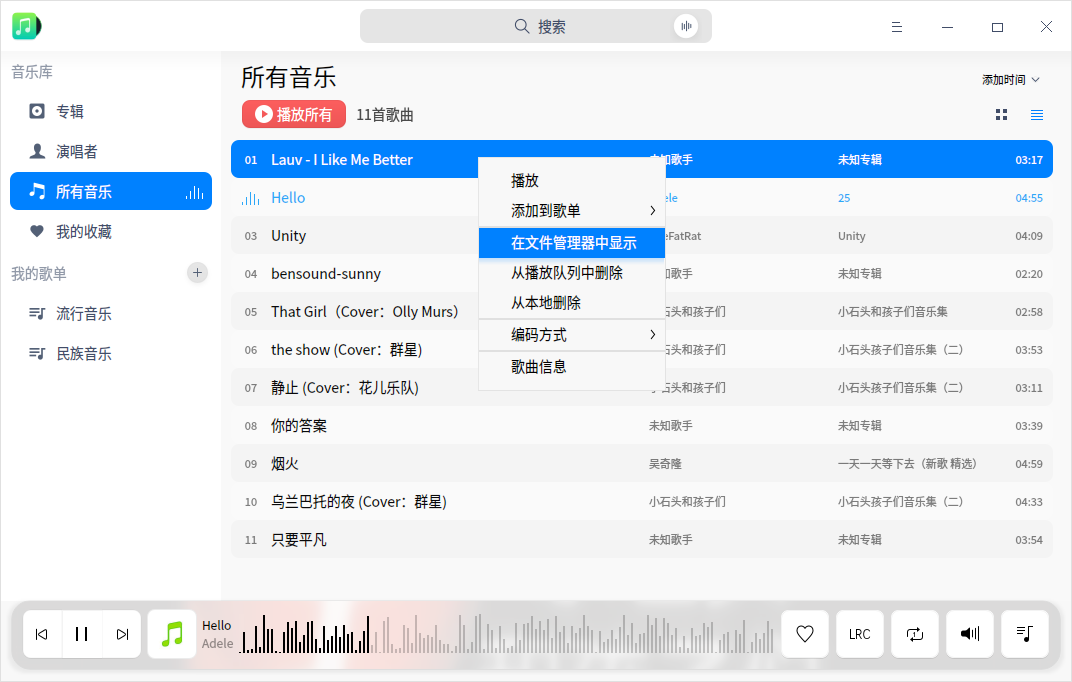 搜索
音乐库
专辑
演唱者
所有音乐
我的收藏
我的歌单
流行音乐
民族音乐
所有音乐
添加时间
播放所有 11首歌曲
01 Lauv - I Like Me Better 知歌手 未知专辑 03:17
Hello 25 04:55
03 Unity FatRat Unity 04:09
04 bensound-sunny 歌手 未知专辑 02:20
05 That Girl（Cover：Olly Murs） 石头和孩子们 小石头和孩子们音乐集 02:58
06 the show (Cover：群星) 石头和孩子们 小石头孩子们音乐集（二） 03:53
07 静止 (Cover：花儿乐队) 石头和孩子们 小石头孩子们音乐集（二） 03:11
08 你的答案 未知歌手 未知专辑 03:39
09 烟火 吴奇隆 一天一天等下去（新歌 精选） 04:59
10 乌兰巴托的夜 (Cover：群星) 小石头和孩子们 小石头孩子们音乐集（二） 04:33
11 只要平凡 未知歌手 未知专辑 03:54
播放
添加到歌单
在文件管理器中显示
从播放队列中删除
从本地删除
编码方式
歌曲信息
Hello
Adele
LRC